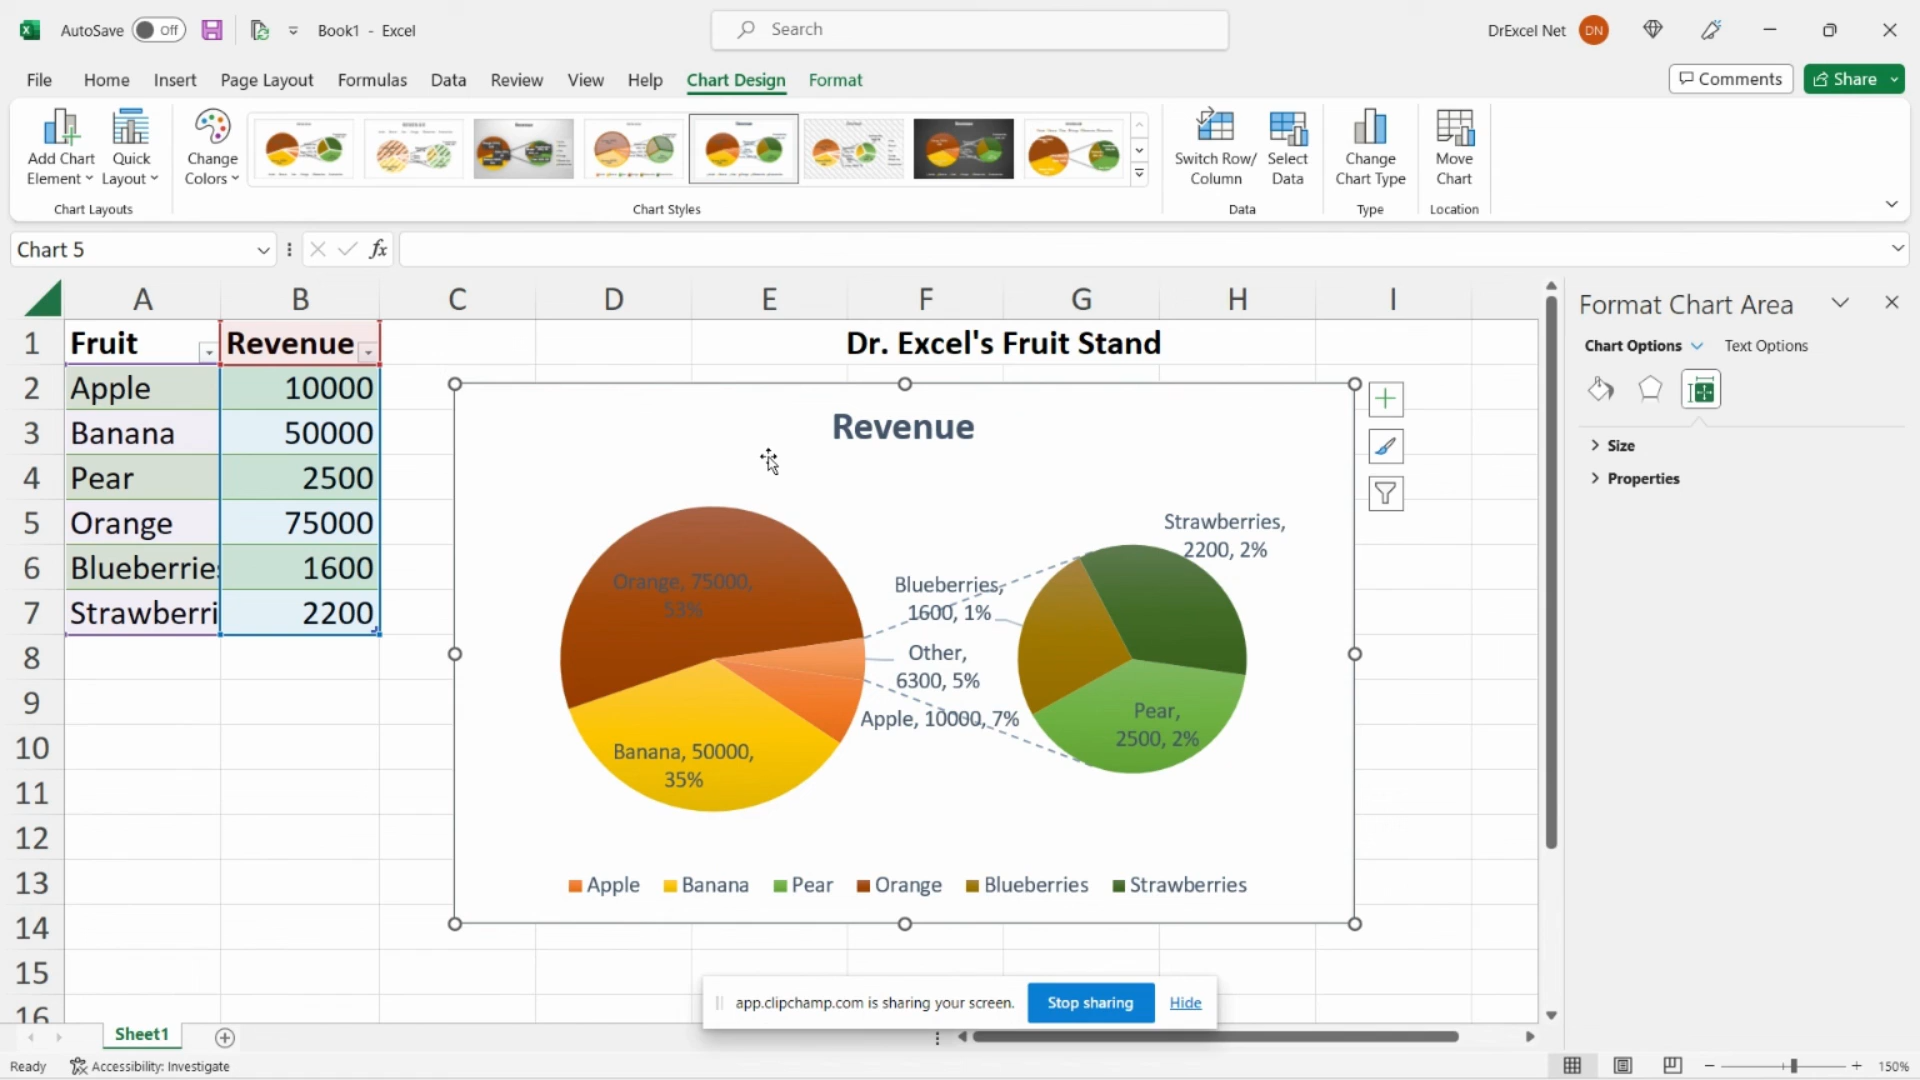 AutoSave Off Book1 - Excel Search DrExcel Net DN
File Home Insert Page Layout Formulas Data Review View Help Chart Design Format Comments Share
Add Chart Element
Quick Layout
Change Colors
Switch Row/ Column
Select Data
Change Chart Type
Move Chart
Chart Layouts Chart Styles Data Type Location
Chart 5 fx
A B C D E F G H I
1 Fruit Revenue Dr. Excel's Fruit Stand
2 Apple 10000
3 Banana 50000
4 Pear 2500
5 Orange 75000
6 Blueberries 1600
7 Strawberri 2200
8
9
10
11
12
13
14
15
16
Revenue
Orange, 75000,
53%
Banana, 50000,
35%
Blueberries,
1600, 1%
Other,
6300, 5%
Apple, 10000, 7%
Strawberries,
2200, 2%
Pear,
2500, 2%
Apple Banana Pear Orange Blueberries Strawberries
Format Chart Area
Chart Options Text Options
Size
Properties
app.clipchamp.com is sharing your screen. Stop sharing Hide
Sheet1
Ready Accessibility: Investigate 150%